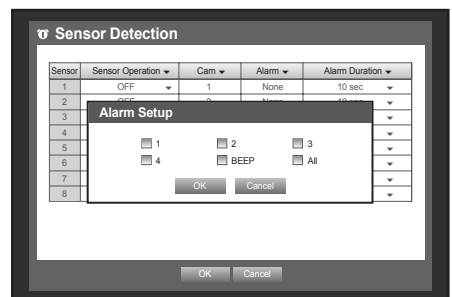 Sensor Detection
Sensor Sensor Operation Cam Alarm Alarm Duration
1 OFF 1 None 10 sec
2
3
Alarm Setup
4
1 2 3
5
4 BEEP All
6
OK Cancel
7
8
OK Cancel